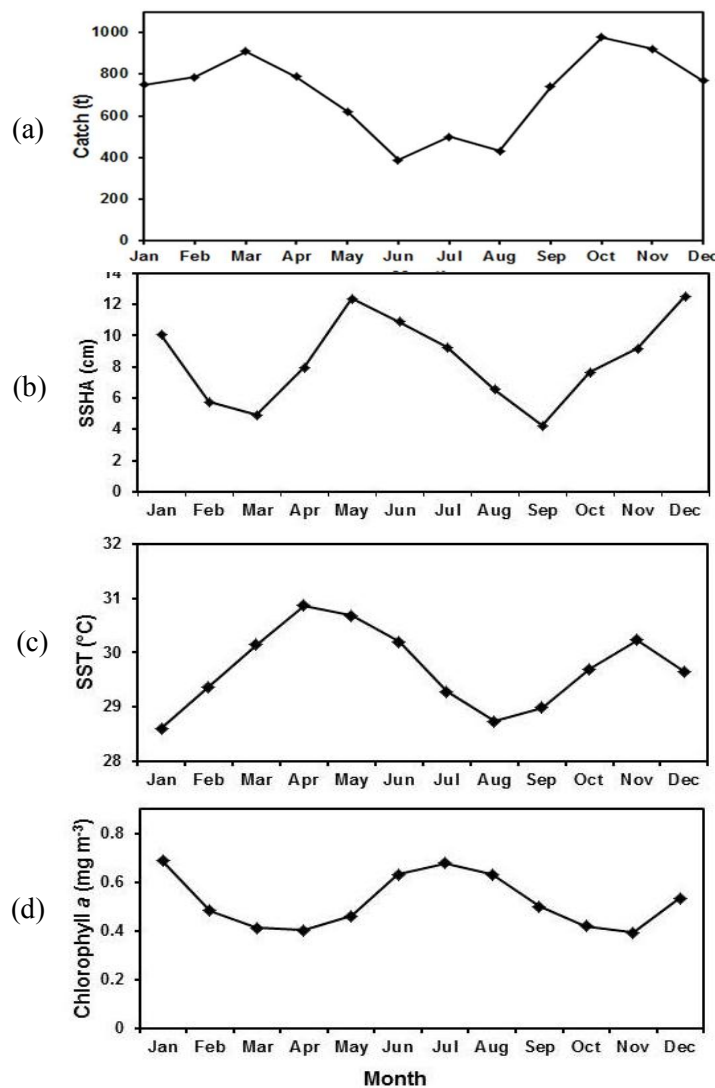 (a)
Catch (t)
1000
800
600
400
200
0
Jan Feb Mar Apr May Jun Jul Aug Sep Oct Nov Dec
(b)
SSHA (cm)
14
12
10
8
6
4
2
0
Jan Feb Mar Apr May Jun Jul Aug Sep Oct Nov Dec
(c)
SST (°C)
32
31
30
29
28
Jan Feb Mar Apr May Jun Jul Aug Sep Oct Nov Dec
(d)
Chlorophyll a (mg m-3)
0.8
0.6
0.4
0.2
0
Jan Feb Mar Apr May Jun Jul Aug Sep Oct Nov Dec
Month